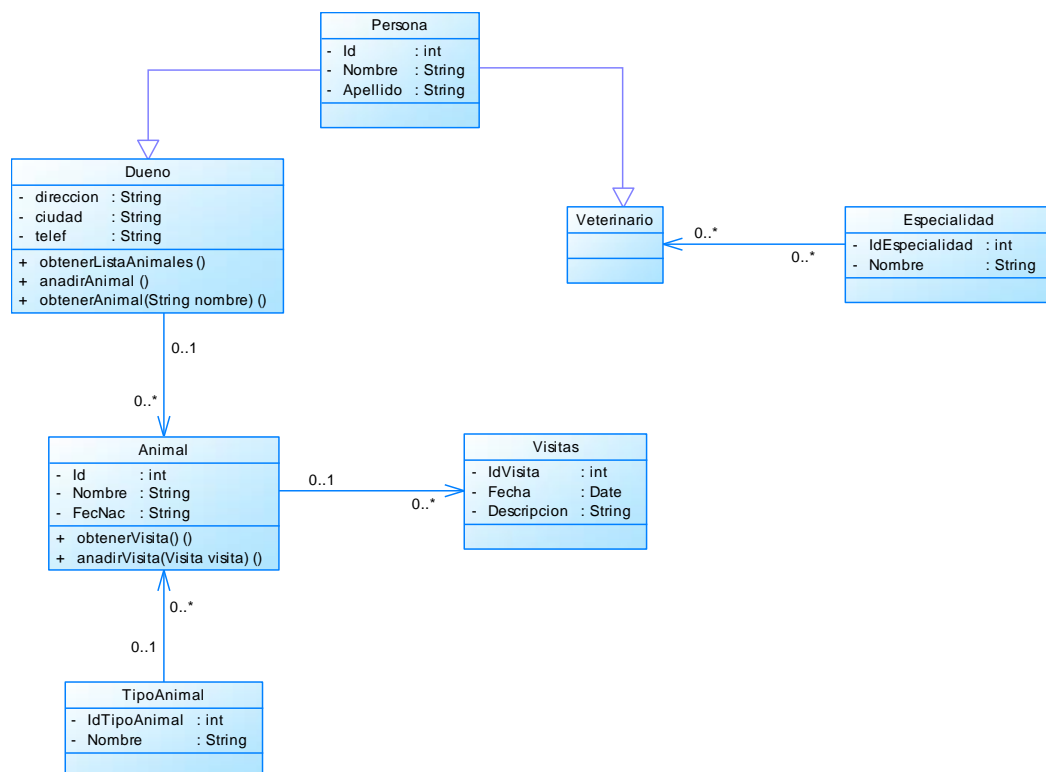 Persona
- Id : int
- Nombre : String
- Apellido : String
Dueno
- direccion : String
- ciudad : String
- telef : String
+ obtenerListaAnimales ()
+ anadirAnimal ()
+ obtenerAnimal(String nombre) ()
Veterinario
0..*
0..*
Especialidad
- IdEspecialidad : int
- Nombre : String
0..1
0..*
Animal
- Id : int
- Nombre : String
- FecNac : String
+ obtenerVisita() ()
+ anadirVisita(Visita visita) ()
0..1
0..*
Visitas
- IdVisita : int
- Fecha : Date
- Descripcion : String
0..*
0..1
TipoAnimal
- IdTipoAnimal : int
- Nombre : String